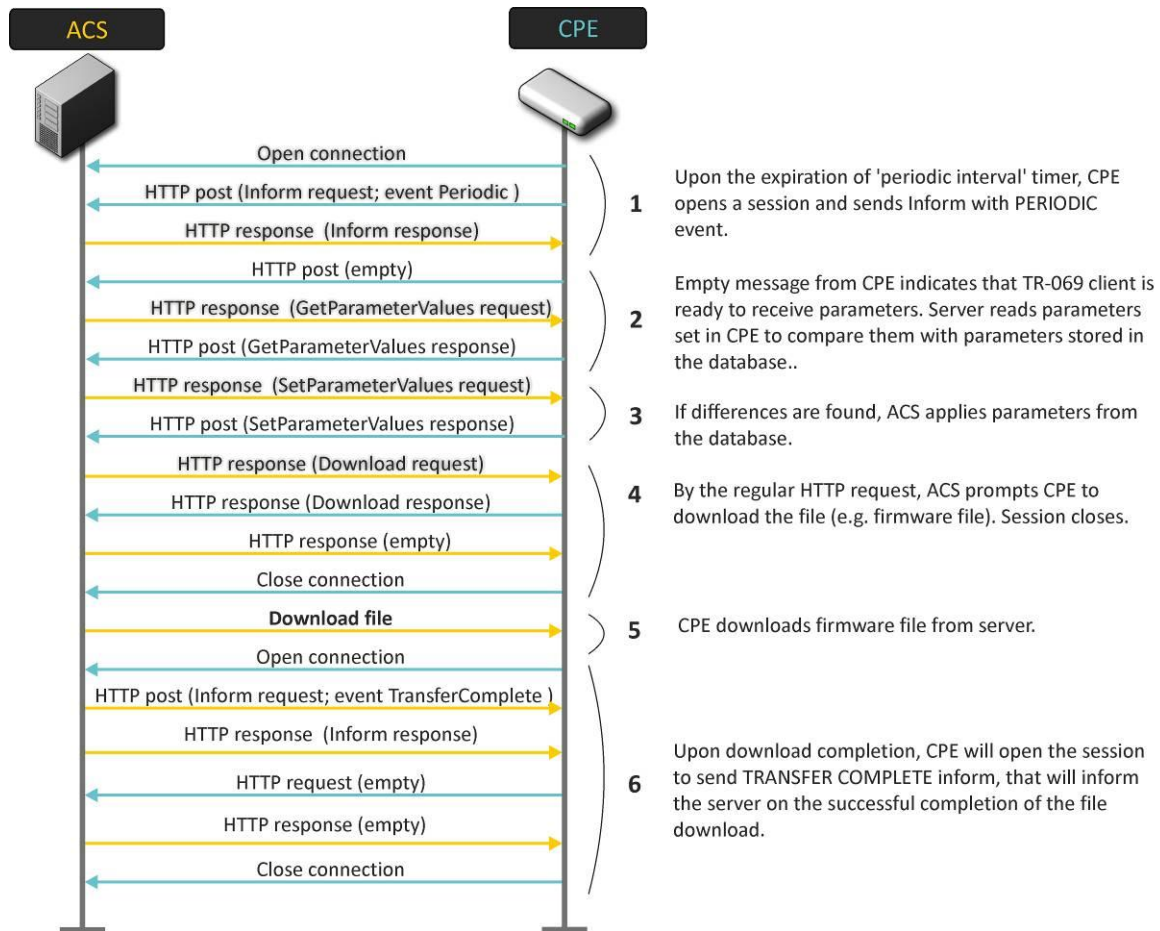 ACS
CPE
Open connection
HTTP post (Inform request; event Periodic )
HTTP response  (Inform response)
1
Upon the expiration of 'periodic interval' timer, CPE
opens a session and sends Inform with PERIODIC
event.
HTTP post (empty)
HTTP response  (GetParameterValues request)
HTTP post (GetParameterValues response)
2
Empty message from CPE indicates that TR-069 client is
ready to receive parameters. Server reads parameters
set in CPE to compare them with parameters stored in
the database..
HTTP response  (SetParameterValues request)
HTTP post (SetParameterValues response)
3
If differences are found, ACS applies parameters from
the database.
HTTP response (Download request)
HTTP response (Download response)
HTTP response (empty)
Close connection
4
By the regular HTTP request, ACS prompts CPE to
download the file (e.g. firmware file). Session closes.
Download file
5
CPE downloads firmware file from server.
Open connection
HTTP post (Inform request; event TransferComplete )
HTTP response  (Inform response)
HTTP request (empty)
HTTP response (empty)
Close connection
6
Upon download completion, CPE will open the session
to send TRANSFER COMPLETE inform, that will inform
the server on the successful completion of the file
download.